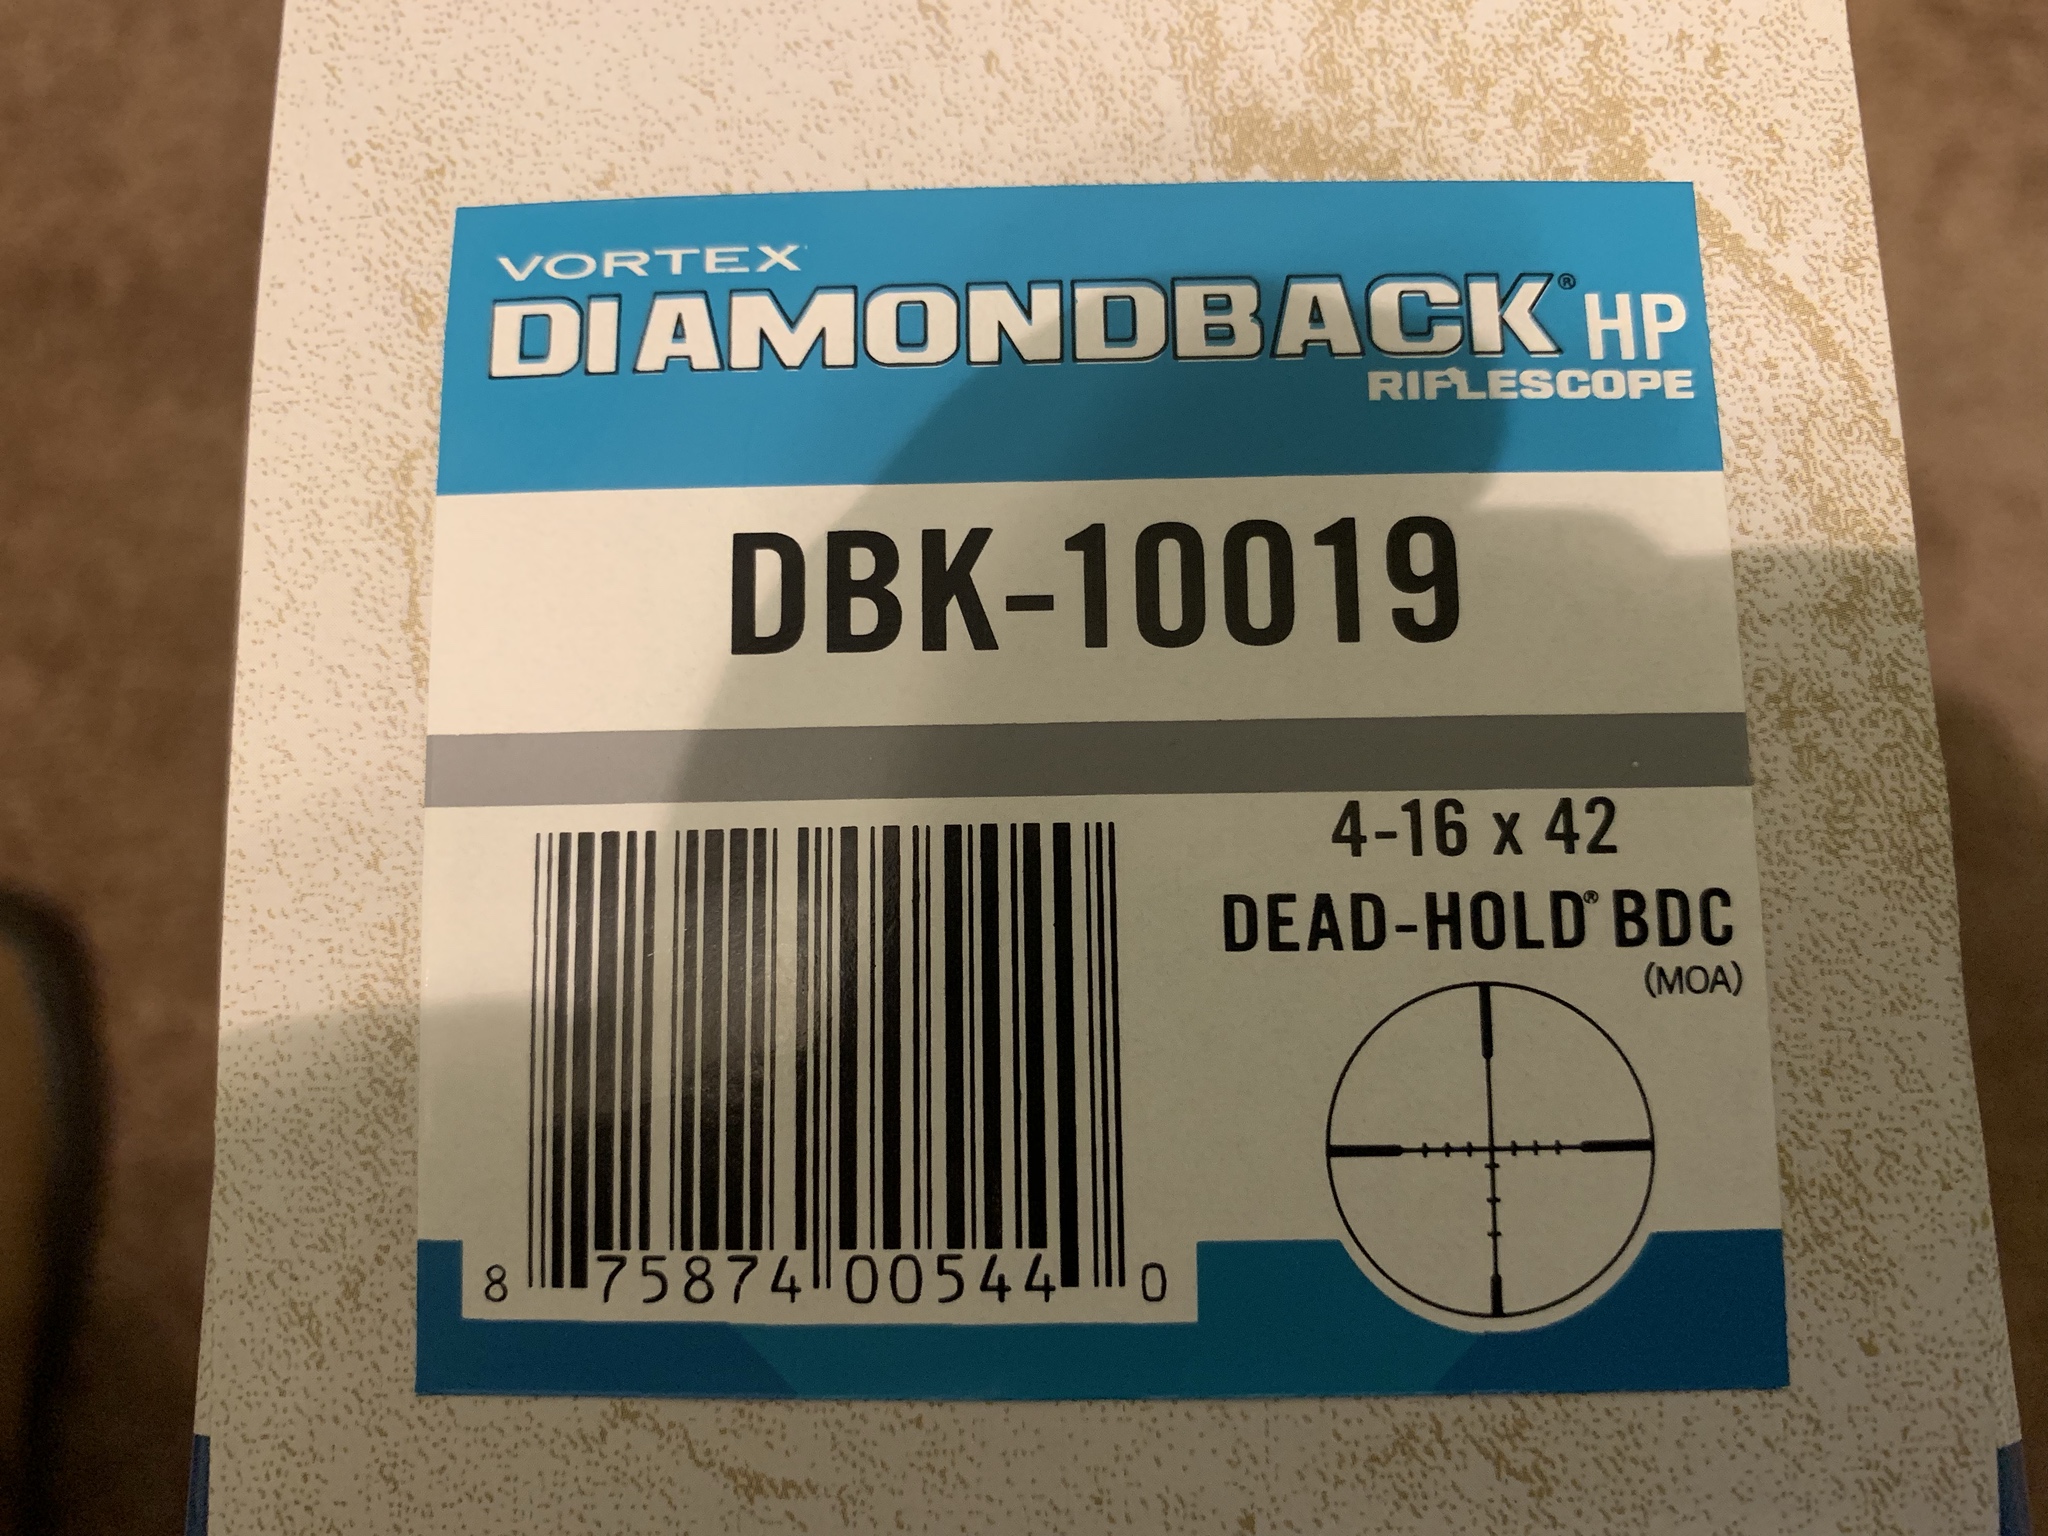 VORTEX
DIAMONDBACK® HP
RIFLESCOPE
DBK-10019
4-16 x 42
DEAD-HOLD® BDC
(MOA)
8 75874 00544 0